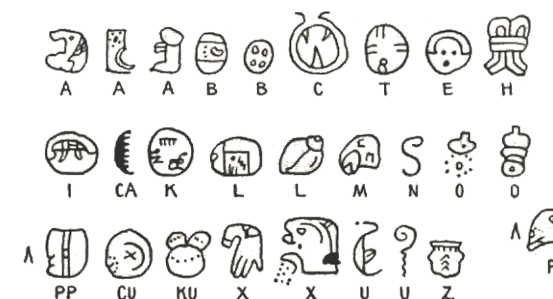 A A A B B C T E H
I CA K L L M N O O
PP CU KU X X U U Z